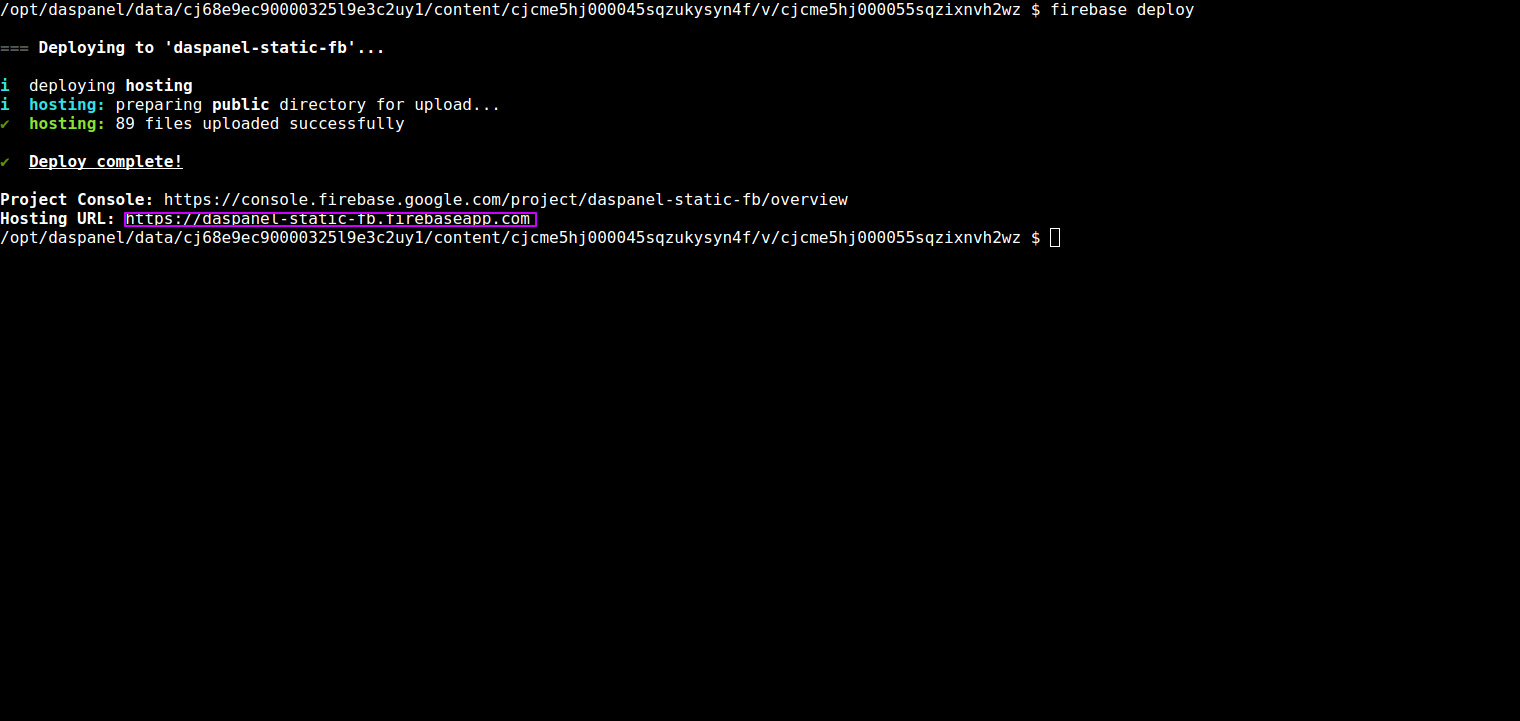 /opt/daspanel/data/cj68e9ec90000325l9e3c2uy1/content/cjcme5hj000045sqzukysyn4f/v/cjcme5hj000055sqzixnvh2wz $ firebase deploy
=== Deploying to 'daspanel-static-fb'...
i  deploying hosting
i  hosting: preparing public directory for upload...
✔  hosting: 89 files uploaded successfully
✔  Deploy complete!
Project Console: https://console.firebase.google.com/project/daspanel-static-fb/overview
Hosting URL: https://daspanel-static-fb.firebaseapp.com
/opt/daspanel/data/cj68e9ec90000325l9e3c2uy1/content/cjcme5hj000045sqzukysyn4f/v/cjcme5hj000055sqzixnvh2wz $